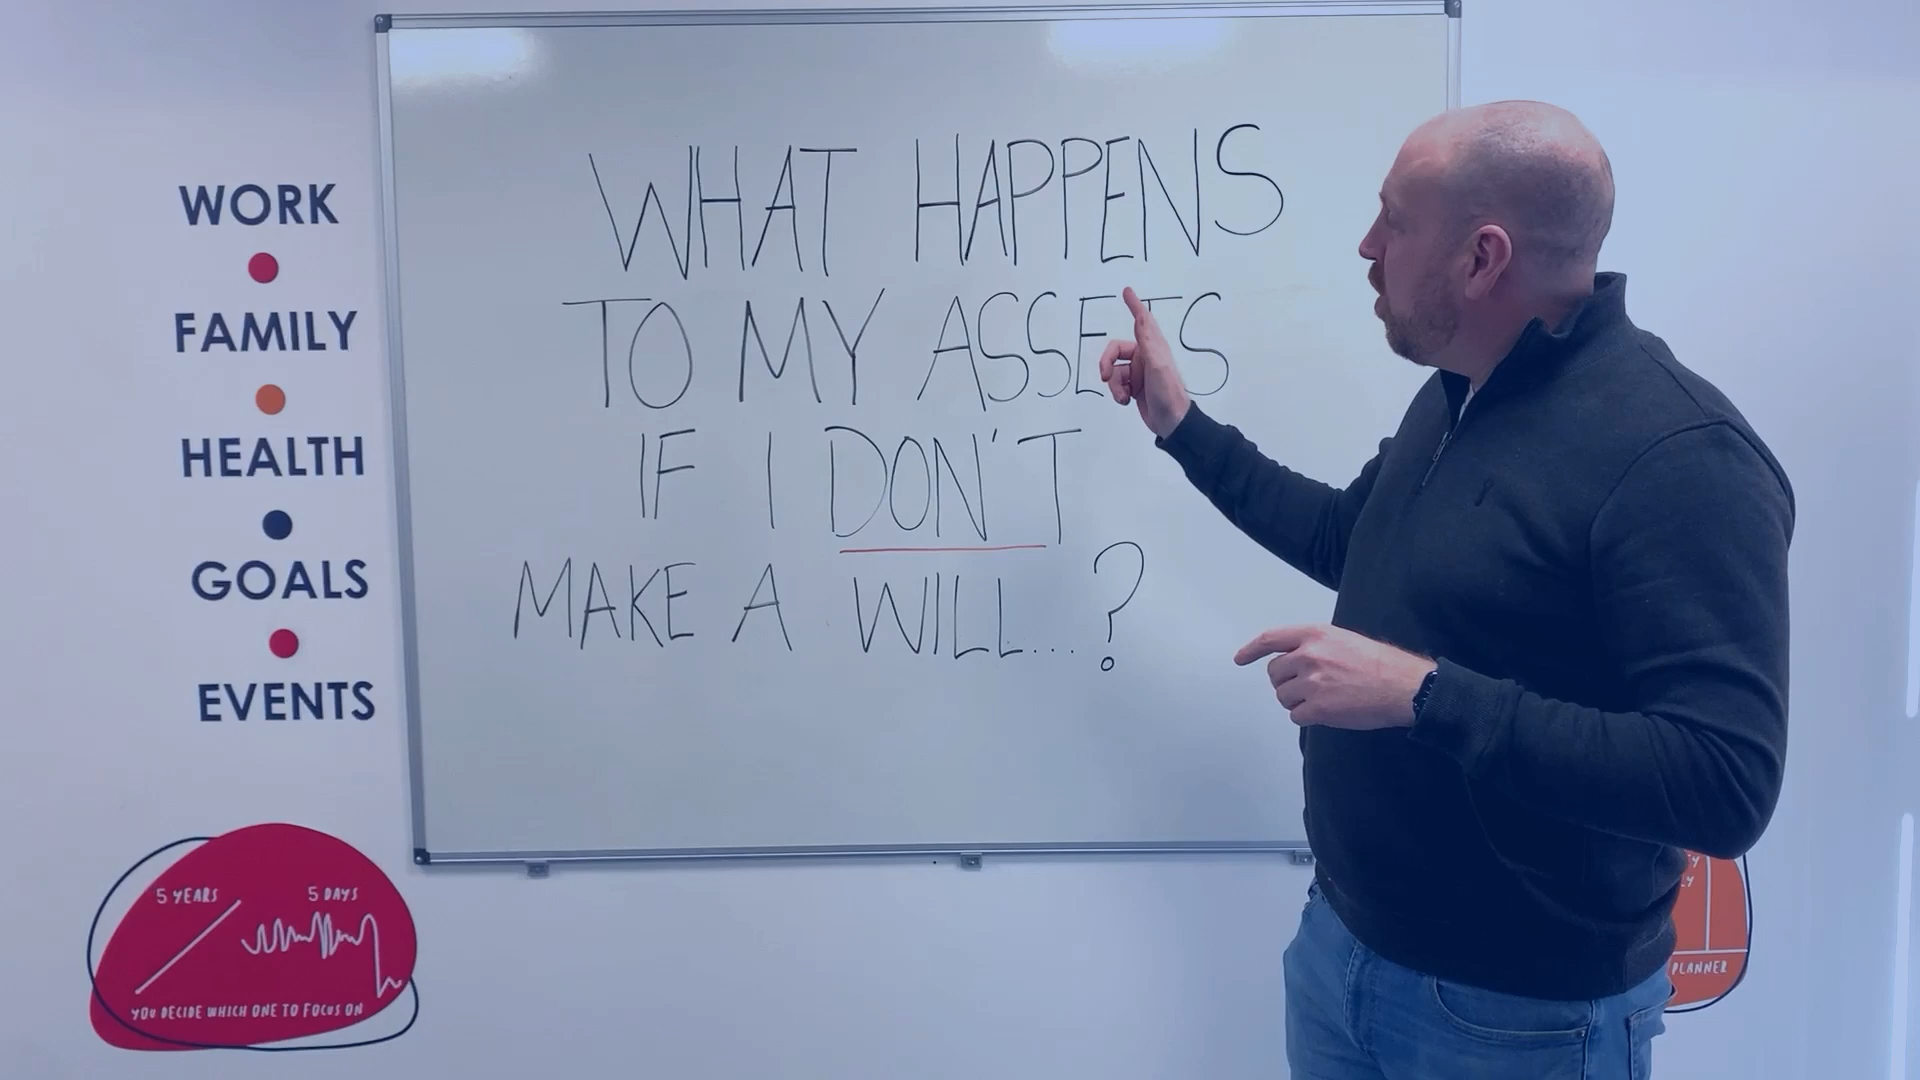 WORK
FAMILY
HEALTH
GOALS
EVENTS
WHAT HAPPENS
TO MY ASSETS
IF I DON'T
MAKE A WILL...?
5 YEARS
5 DAYS
YOU DECIDE WHICH ONE TO FOCUS ON
PLANNER